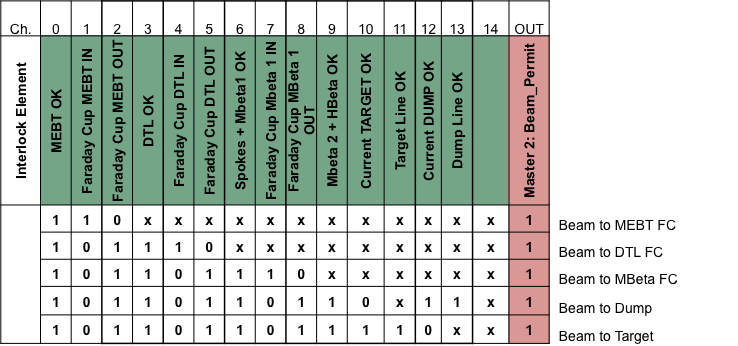 Ch. 0 1 2 3 4 5 6 7 8 9 10 11 12 13 14 OUT
Interlock Element
MEBT OK
Faraday Cup MEBT IN
Faraday Cup MEBT OUT
DTL OK
Faraday Cup DTL IN
Faraday Cup DTL OUT
Spokes + Mbeta1 OK
Faraday Cup Mbeta 1 IN
Faraday Cup MBeta 1
OUT
Mbeta 2 + HBeta OK
Current TARGET OK
Target Line OK
Current DUMP OK
Dump Line OK
Master 2: Beam_Permit
1 1 0 x x x x x x x x x x x x 1 Beam to MEBT FC
1 0 1 1 1 0 x x x x x x x x x 1 Beam to DTL FC
1 0 1 1 0 1 1 1 0 x x x x x x 1 Beam to MBeta FC
1 0 1 1 0 1 1 0 1 1 0 x 1 1 x 1 Beam to Dump
1 0 1 1 0 1 1 0 1 1 1 1 0 x x 1 Beam to Target